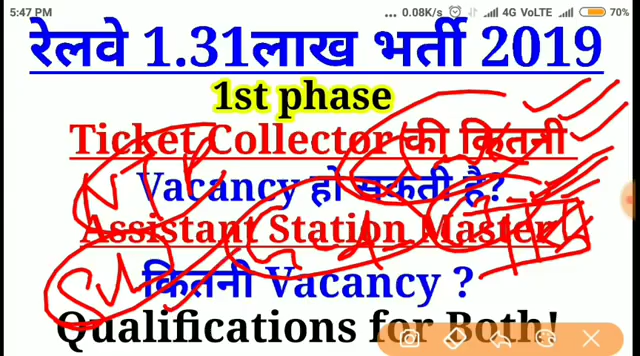 5:47 PM ... 0.08K/s 4G VoLTE 70%
रेलवे 1.31लाख भर्ती 2019
1st phase
Ticket Collector की कितनी
Vacancy हो सकती है?
Assistant Station Master
कितनी Vacancy ?
Qualifications for Both!